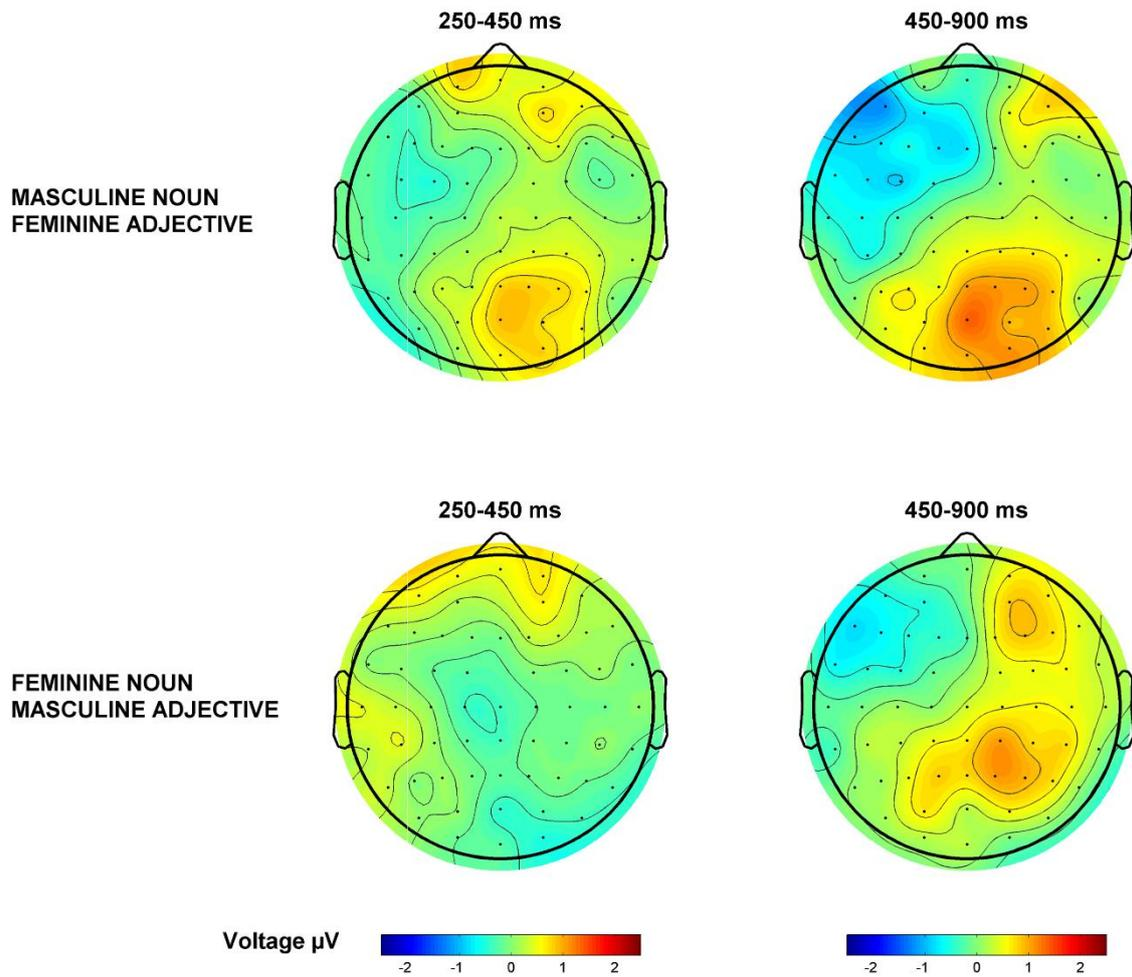 250-450 ms
450-900 ms
MASCULINE NOUN
FEMININE ADJECTIVE
250-450 ms
450-900 ms
FEMININE NOUN
MASCULINE ADJECTIVE
Voltage µV
-2 -1 0 1 2
-2 -1 0 1 2